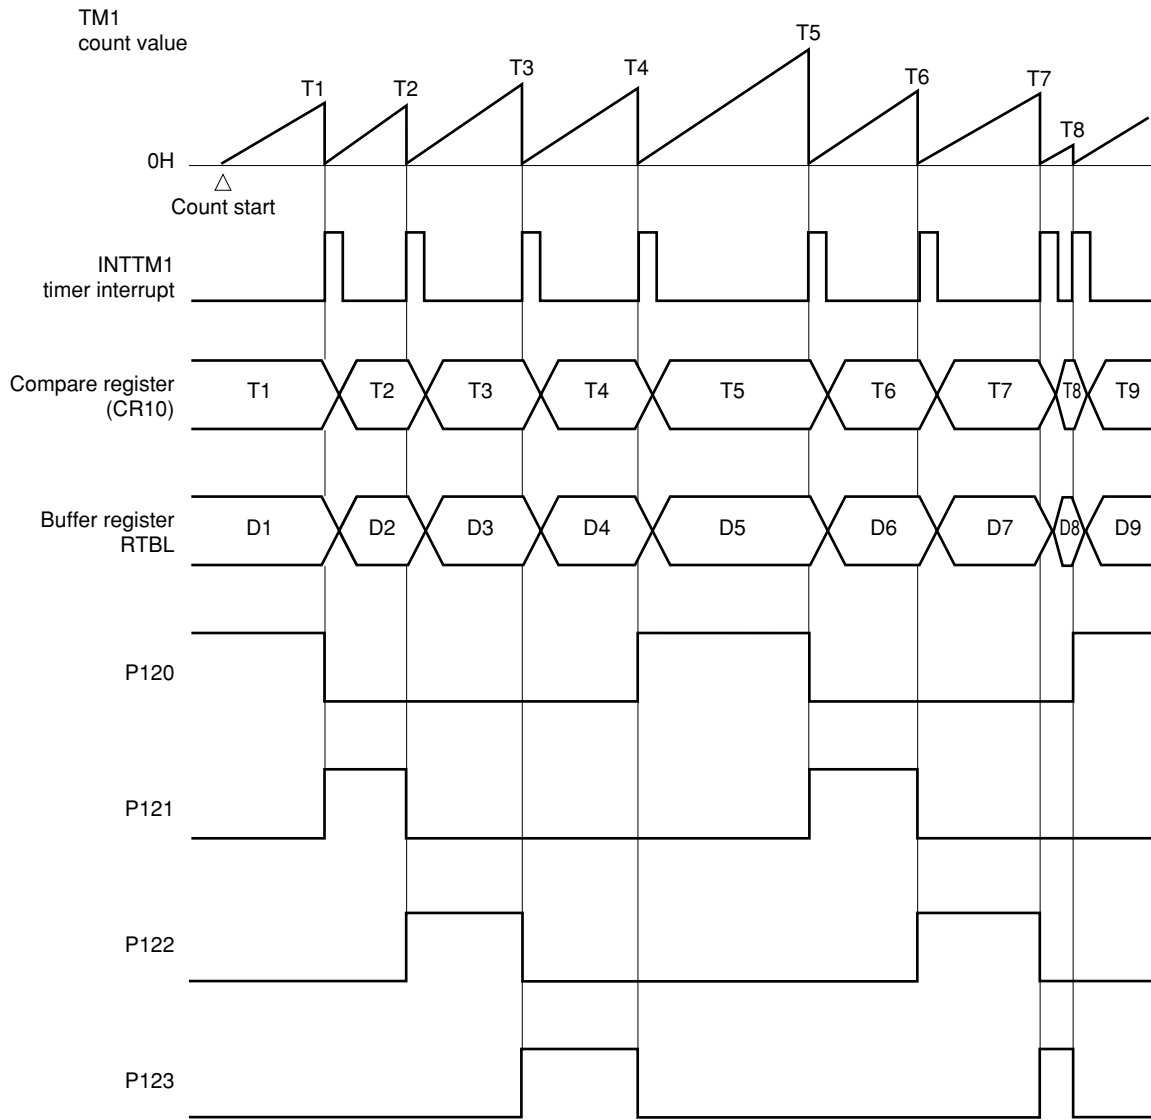 TM1
count value
T1
T2
T3
T4
T5
T6
T7
T8
0H
△
Count start
INTTM1
timer interrupt
Compare register
(CR10)
T1
T2
T3
T4
T5
T6
T7
T8
T9
Buffer register
RTBL
D1
D2
D3
D4
D5
D6
D7
D8
D9
P120
P121
P122
P123